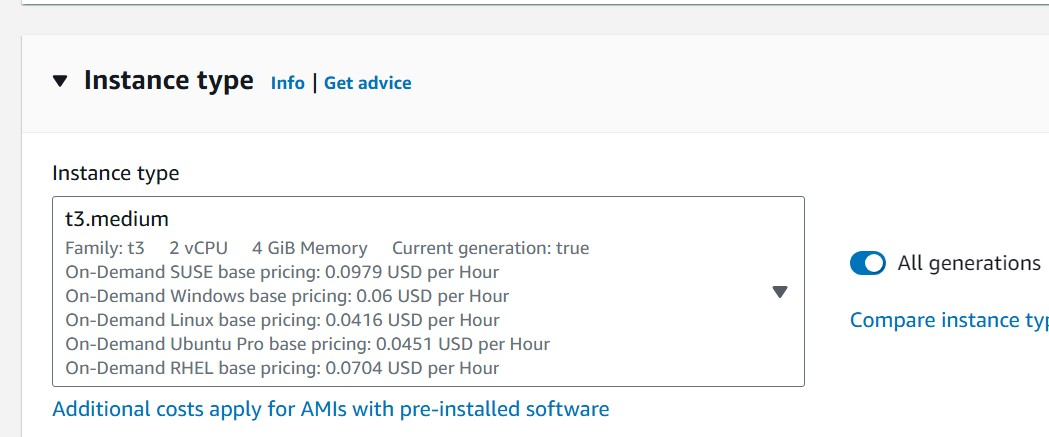 Instance type Info | Get advice
Instance type
t3.medium
Family: t3 2 vCPU 4 GiB Memory Current generation: true
On-Demand SUSE base pricing: 0.0979 USD per Hour
On-Demand Windows base pricing: 0.06 USD per Hour
On-Demand Linux base pricing: 0.0416 USD per Hour
On-Demand Ubuntu Pro base pricing: 0.0451 USD per Hour
On-Demand RHEL base pricing: 0.0704 USD per Hour
All generations
Compare instance
Additional costs apply for AMIs with pre-installed software